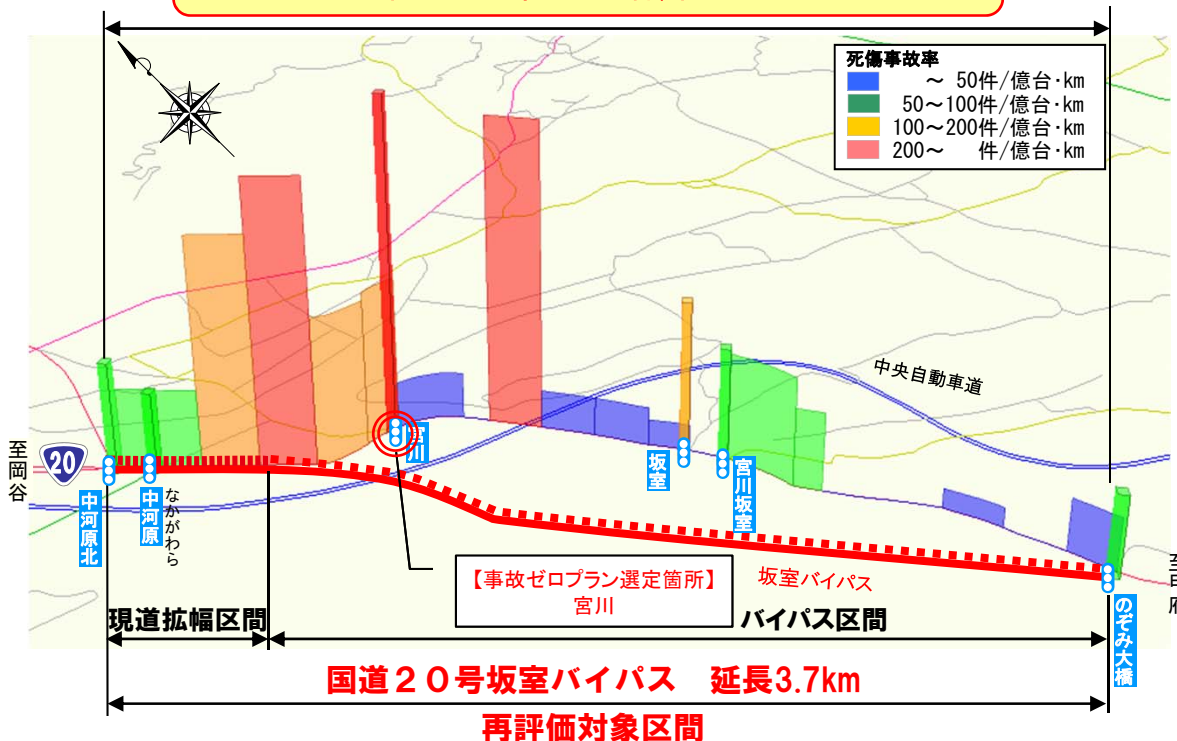 死傷事故率
～ 50件/億台・km
50～100件/億台・km
100～200件/億台・km
200～ 件/億台・km
中央自動車道
至岡谷
20
中河原北
中河原
なかがわら
宮川
坂室
宮川坂室
のぞみ大橋
【事故ゼロプラン選定箇所】
宮川
坂室バイパス
現道拡幅区間
バイパス区間
国道２０号坂室バイパス 延長3.7km
再評価対象区間